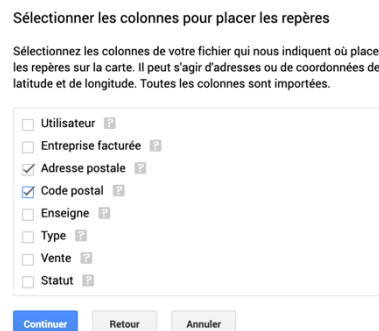 Sélectionner les colonnes pour placer les repères
Sélectionnez les colonnes de votre fichier qui nous indiquent où place
les repères sur la carte. Il peut s'agir d'adresses ou de coordonnées de
latitude et de longitude. Toutes les colonnes sont importées.
Utilisateur ?
Entreprise facturée ?
Adresse postale ?
Code postal ?
Enseigne ?
Type ?
Vente ?
Statut ?
Continuer Retour Annuler